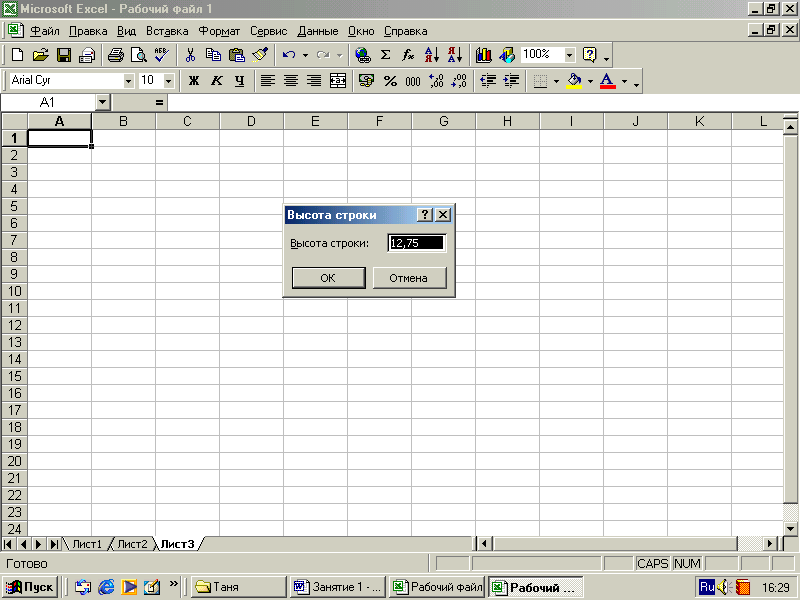 Microsoft Excel - Рабочий файл 1
Файл Правка Вид Вставка Формат Сервис Данные Окно Справка
100%
Arial Cyr 10 Ж К Ч % 000
A1 =
A B C D E F G H I J K L
1
2
3
4
5
6
7
8
9
10
11
12
13
14
15
16
17
18
19
20
21
22
23
24
Высота строки
Высота строки: 12,75
ОК Отмена
Лист1 Лист2 Лист3
Готово CAPS NUM
Пуск » Таня Занятие 1 - ... Рабочий файл Рабочий ... Ru 16:29